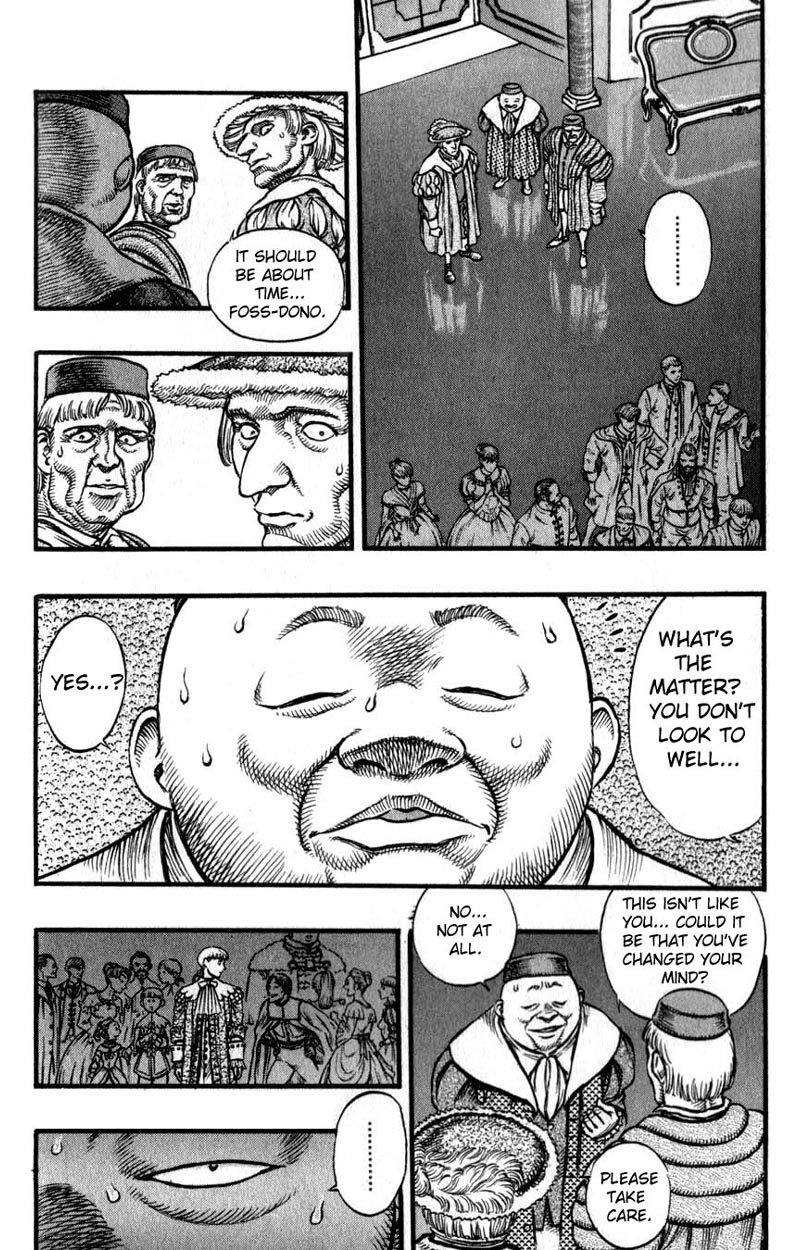 .........
IT SHOULD
BE ABOUT
TIME...
FOSS-DONO.
WHAT'S
THE
MATTER?
YOU DON'T
LOOK TO
WELL...
YES...?
THIS ISN'T LIKE
YOU... COULD IT
BE THAT YOU'VE
CHANGED YOUR
MIND?
NO...
NOT AT
ALL.
PLEASE
TAKE
CARE.
.........